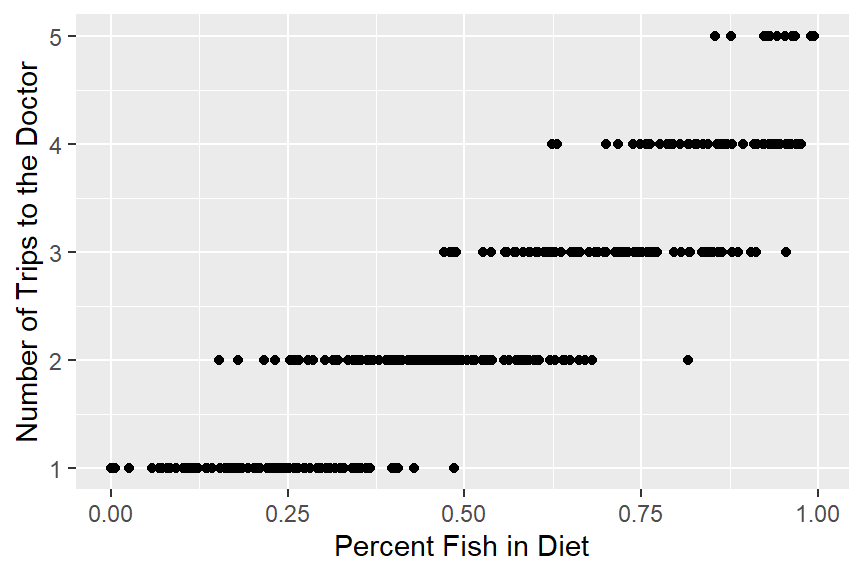 Number of Trips to the Doctor
5
4
3
2
1
0.00 0.25 0.50 0.75 1.00
Percent Fish in Diet